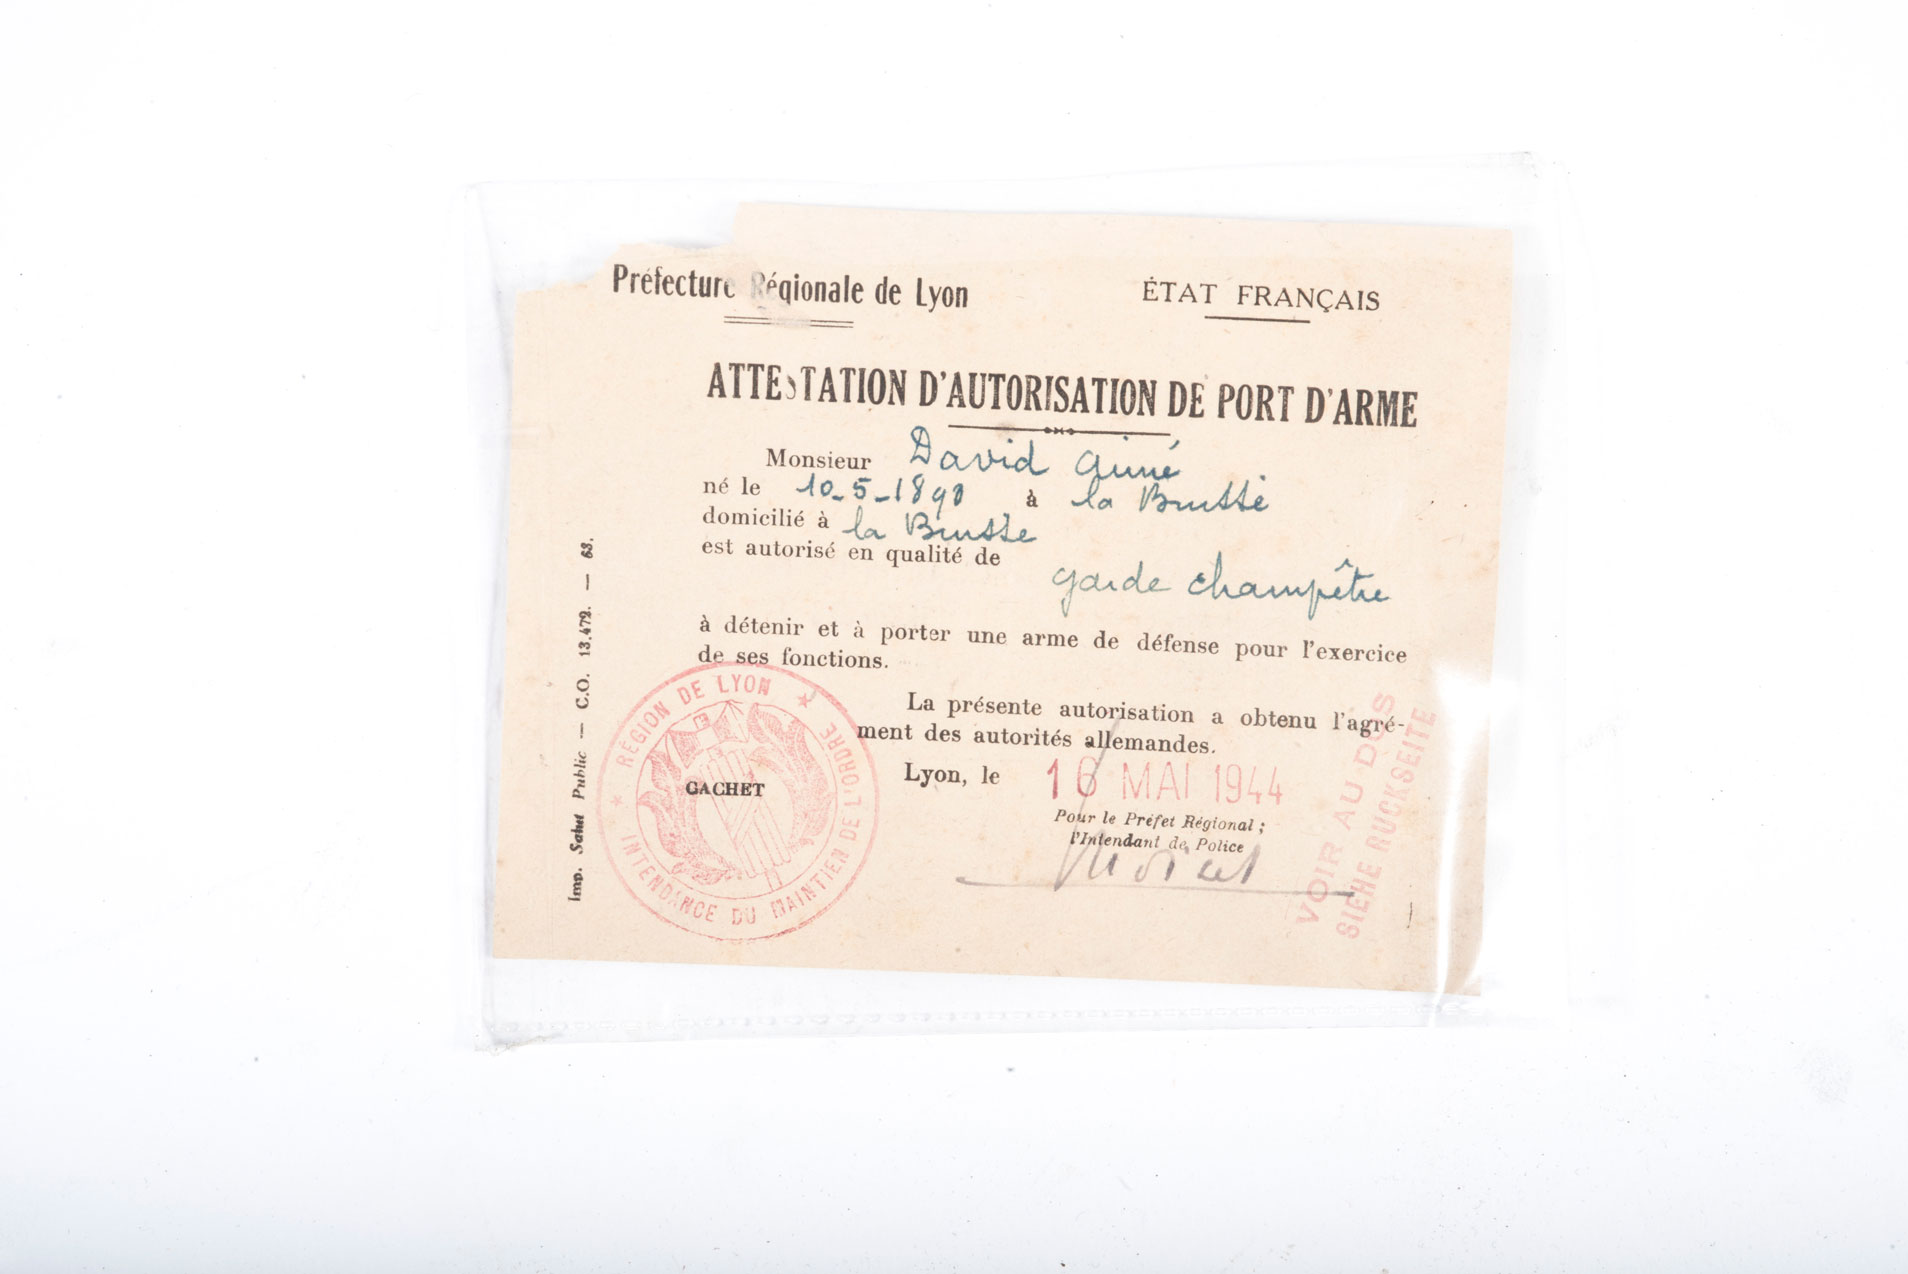 Préfecture Régionale de Lyon
ÉTAT FRANÇAIS
ATTESTATION D'AUTORISATION DE PORT D'ARME
Monsieur David Aimé
né le 10-5-1890 à la Brusse
domicilié à la Brusse
est autorisé en qualité de
garde champêtre
à détenir et à porter une arme de défense pour l'exercice
de ses fonctions.
La présente autorisation a obtenu l'agré-
ment des autorités allemandes.
Lyon, le 16 MAI 1944
Pour le Préfet Régional ;
l'Intendant de Police
CACHET
* RÉGION DE LYON *
INTENDANCE DU MAINTIEN DE L'ORDRE
VOIR AU DOS
SIEHE RUCKSEITE
Imp. Salut Public — C.O. 13.472. — 63.